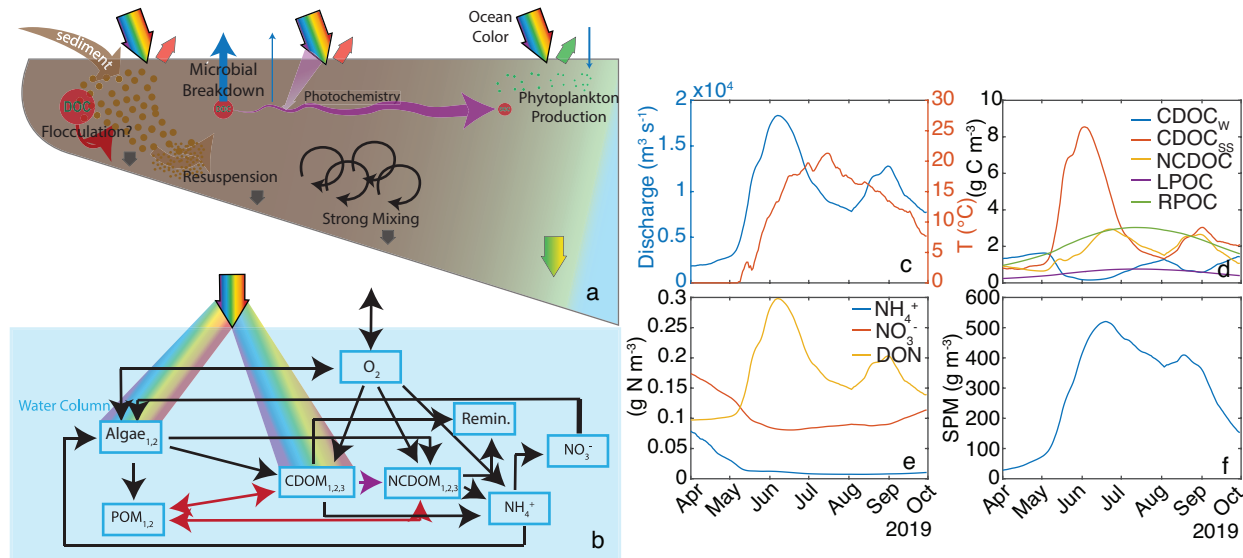 sediment
Ocean
Color
Microbial
Breakdown
DOC
Photochemistry
Phytoplankton
Production
Flocculation?
Resuspension
Strong Mixing
a
O2
Water Column
Algae1,2
Remin.
NO3-
CDOM1,2,3
NCDOM1,2,3
NH4+
POM1,2
b
2 ×10⁴
1.5
1
0.5
0
Discharge (m³ s⁻¹)
30
25
20
15
10
5
0
T (°C)
c
10
8
6
4
2
0
(g C m⁻³)
CDOCW
CDOCSS
NCDOC
LPOC
RPOC
d
0.3
0.25
0.2
0.15
0.1
0.05
0
(g N m⁻³)
NH4+
NO3-
DON
e
Apr May Jun Jul Aug Sep Oct
2019
600
500
400
300
200
100
0
SPM (g m⁻³)
f
Apr May Jun Jul Aug Sep Oct
2019